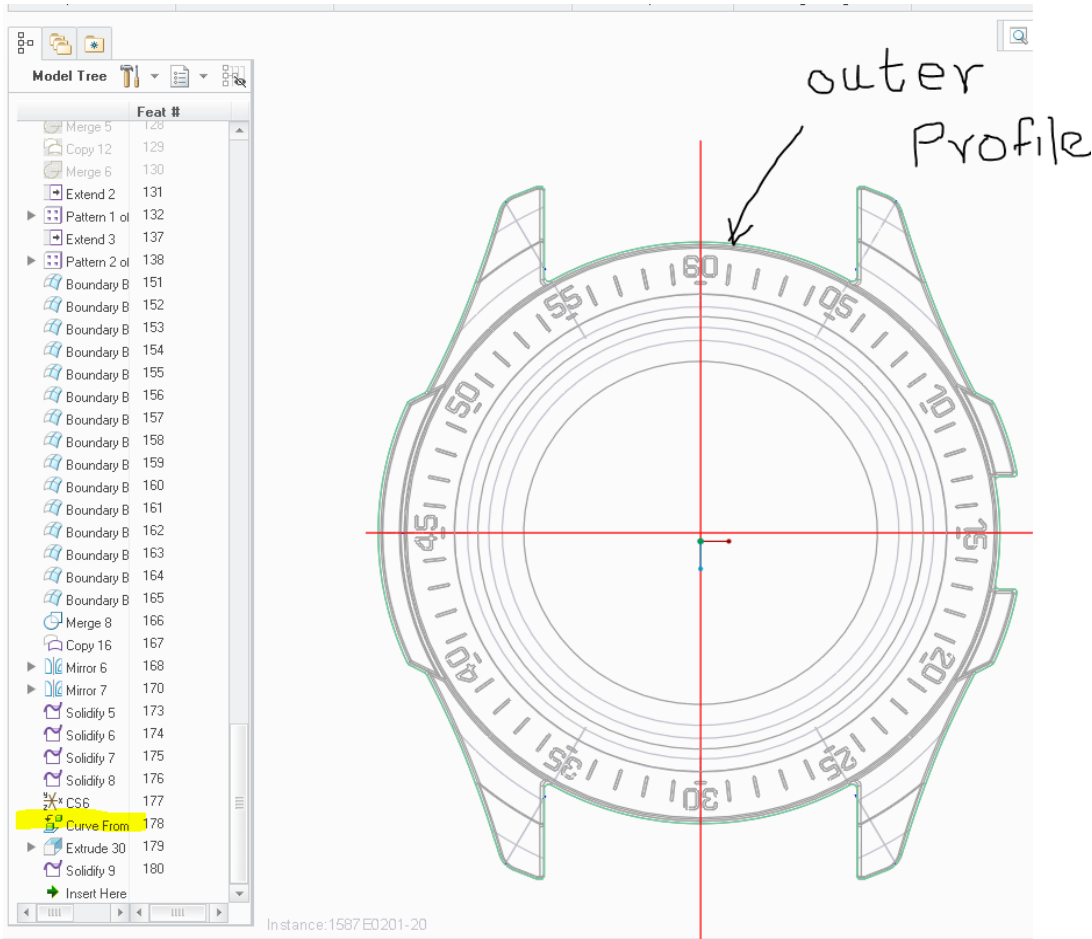 Model Tree
Feat #
Merge 5 128
Copy 12 129
Merge 6 130
Extend 2 131
Pattern 1 ol 132
Extend 3 137
Pattern 2 ol 138
Boundary B 151
Boundary B 152
Boundary B 153
Boundary B 154
Boundary B 155
Boundary B 156
Boundary B 157
Boundary B 158
Boundary B 159
Boundary B 160
Boundary B 161
Boundary B 162
Boundary B 163
Boundary B 164
Boundary B 165
Merge 8 166
Copy 16 167
Mirror 6 168
Mirror 7 170
Solidify 5 173
Solidify 6 174
Solidify 7 175
Solidify 8 176
CS6 177
Curve From 178
Extrude 30 179
Solidify 9 180
Insert Here
outer
Profile
60
05
10
15
20
25
30
35
40
45
50
55
Instance:1587E0201-20